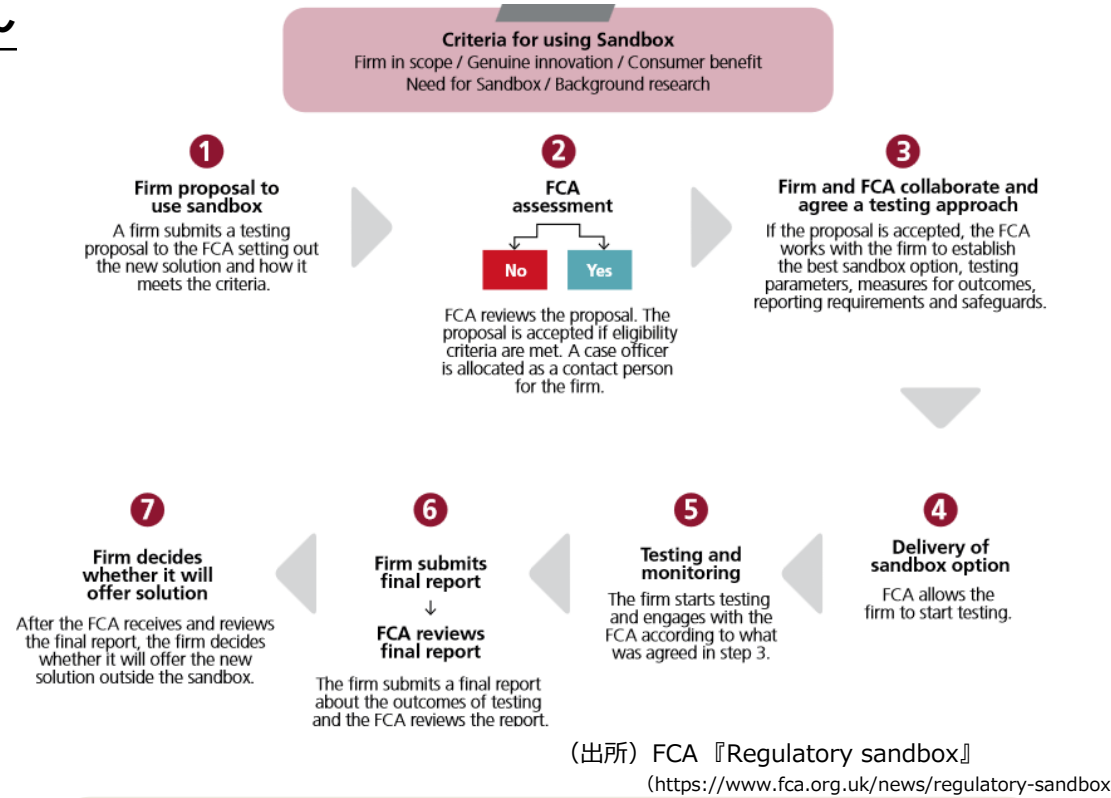 Criteria for using Sandbox
Firm in scope / Genuine innovation / Consumer benefit
Need for Sandbox / Background research
1
Firm proposal to
use sandbox
A firm submits a testing
proposal to the FCA setting out
the new solution and how it
meets the criteria.
2
FCA
assessment
No
Yes
FCA reviews the proposal. The
proposal is accepted if eligibility
criteria are met. A case officer
is allocated as a contact person
for the firm.
3
Firm and FCA collaborate and
agree a testing approach
If the proposal is accepted, the FCA
works with the firm to establish
the best sandbox option, testing
parameters, measures for outcomes,
reporting requirements and safeguards.
4
Delivery of
sandbox option
FCA allows the
firm to start testing.
5
Testing and
monitoring
The firm starts testing
and engages with the
FCA according to what
was agreed in step 3.
6
Firm submits
final report
↓
FCA reviews
final report
The firm submits a final report
about the outcomes of testing
and the FCA reviews the report.
7
Firm decides
whether it will
offer solution
After the FCA receives and reviews
the final report, the firm decides
whether it will offer the new
solution outside the sandbox.
（出所）FCA『Regulatory sandbox』
（https://www.fca.org.uk/news/regulatory-sandbox